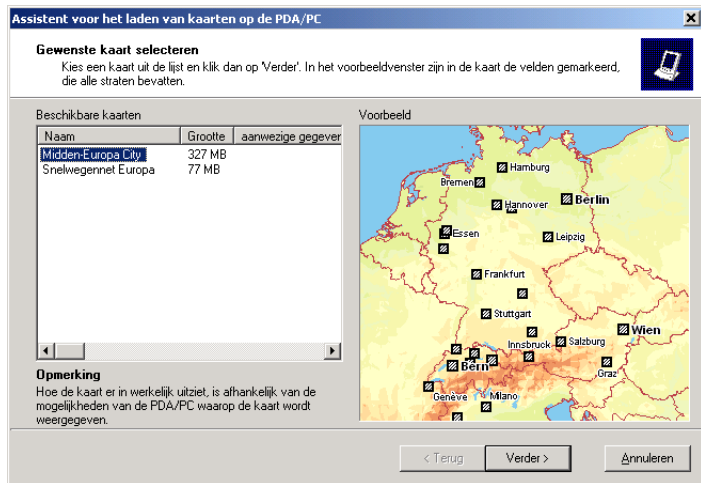 Assistent voor het laden van kaarten op de PDA/PC
Gewenste kaart selecteren
Kies een kaart uit de lijst en klik dan op 'Verder'. In het voorbeeldvenster zijn in de kaart de velden gemarkeerd,
die alle straten bevatten.
Beschikbare kaarten
Naam Grootte aanwezige gegever
Midden-Europa City 327 MB
Snelwegennet Europa 77 MB
Voorbeeld
Hamburg
Bremen
Hannover
Berlin
Essen
Leipzig
Frankfurt
Stuttgart
Wien
Innsbruck
Salzburg
Bern
Graz
Genève
Milano
Opmerking
Hoe de kaart er in werkelijk uitziet, is afhankelijk van de
mogelijkheden van de PDA/PC waarop de kaart wordt
weergegeven.
< Terug
Verder >
Annuleren